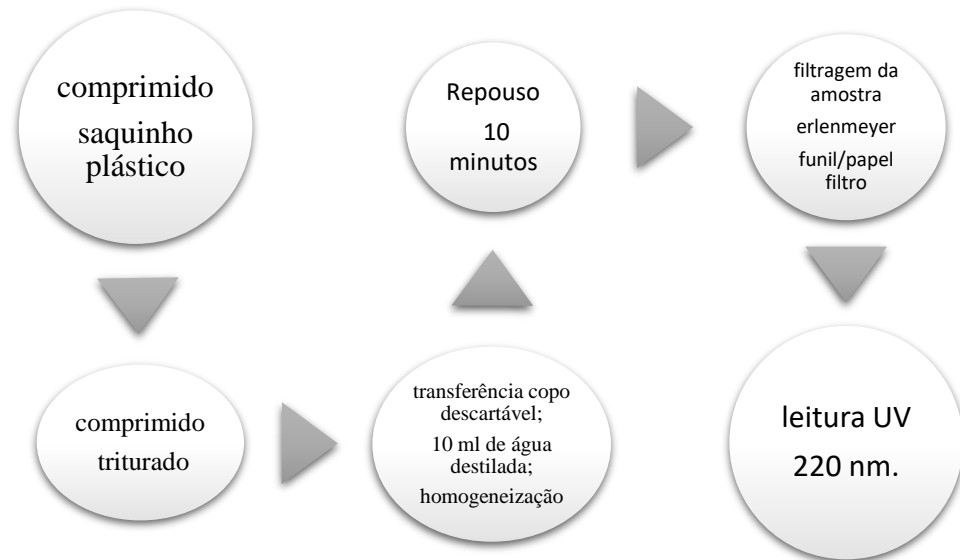 comprimido
saquinho
plástico
comprimido
triturado
transferência copo
descartável;
10 ml de água
destilada;
homogeneização
Repouso
10
minutos
filtragem da
amostra
erlenmeyer
funil/papel
filtro
leitura UV
220 nm.